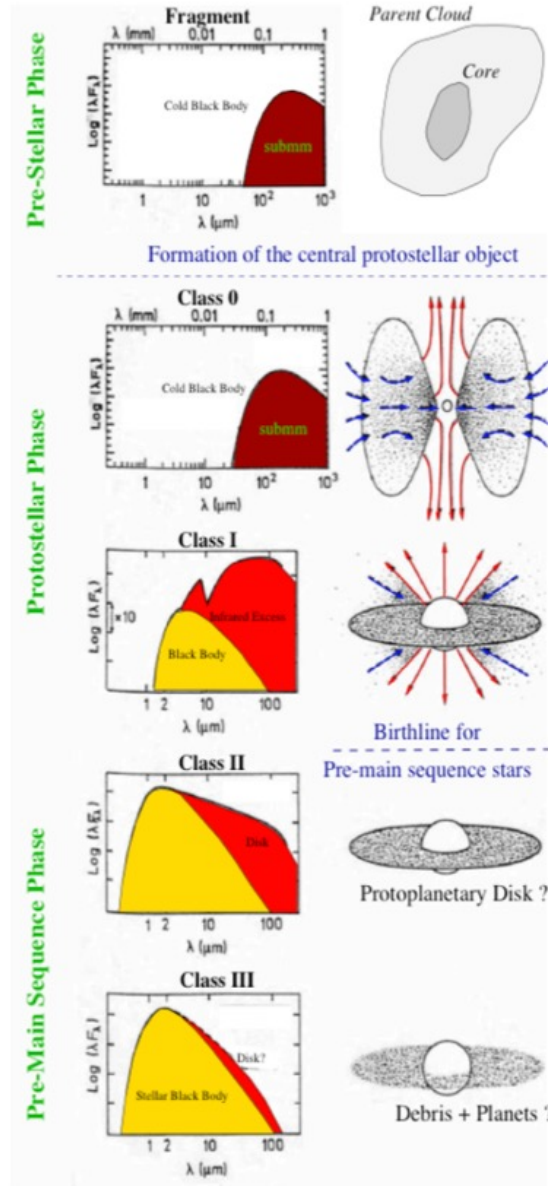 Pre-Stellar Phase
Fragment
λ (mm) 0.01 0.1 1
Log (λFλ)
Cold Black Body
submm
1 10 10² 10³
λ (μm)
Parent Cloud
Core
Formation of the central protostellar object
Protostellar Phase
Class 0
λ (mm) 0.01 0.1 1
Log (λFλ)
Cold Black Body
submm
1 10 10² 10³
λ (μm)
Class I
Log (λFλ)
×10
Infrared Excess
Black Body
1 2 10 100
λ (μm)
Birthline for
Pre-main sequence stars
Pre-Main Sequence Phase
Class II
Log (λFλ)
Disk
1 2 10 100
λ (μm)
Protoplanetary Disk ?
Class III
Log (λFλ)
Disk?
Stellar Black Body
1 2 10 100
λ (μm)
Debris + Planets ?